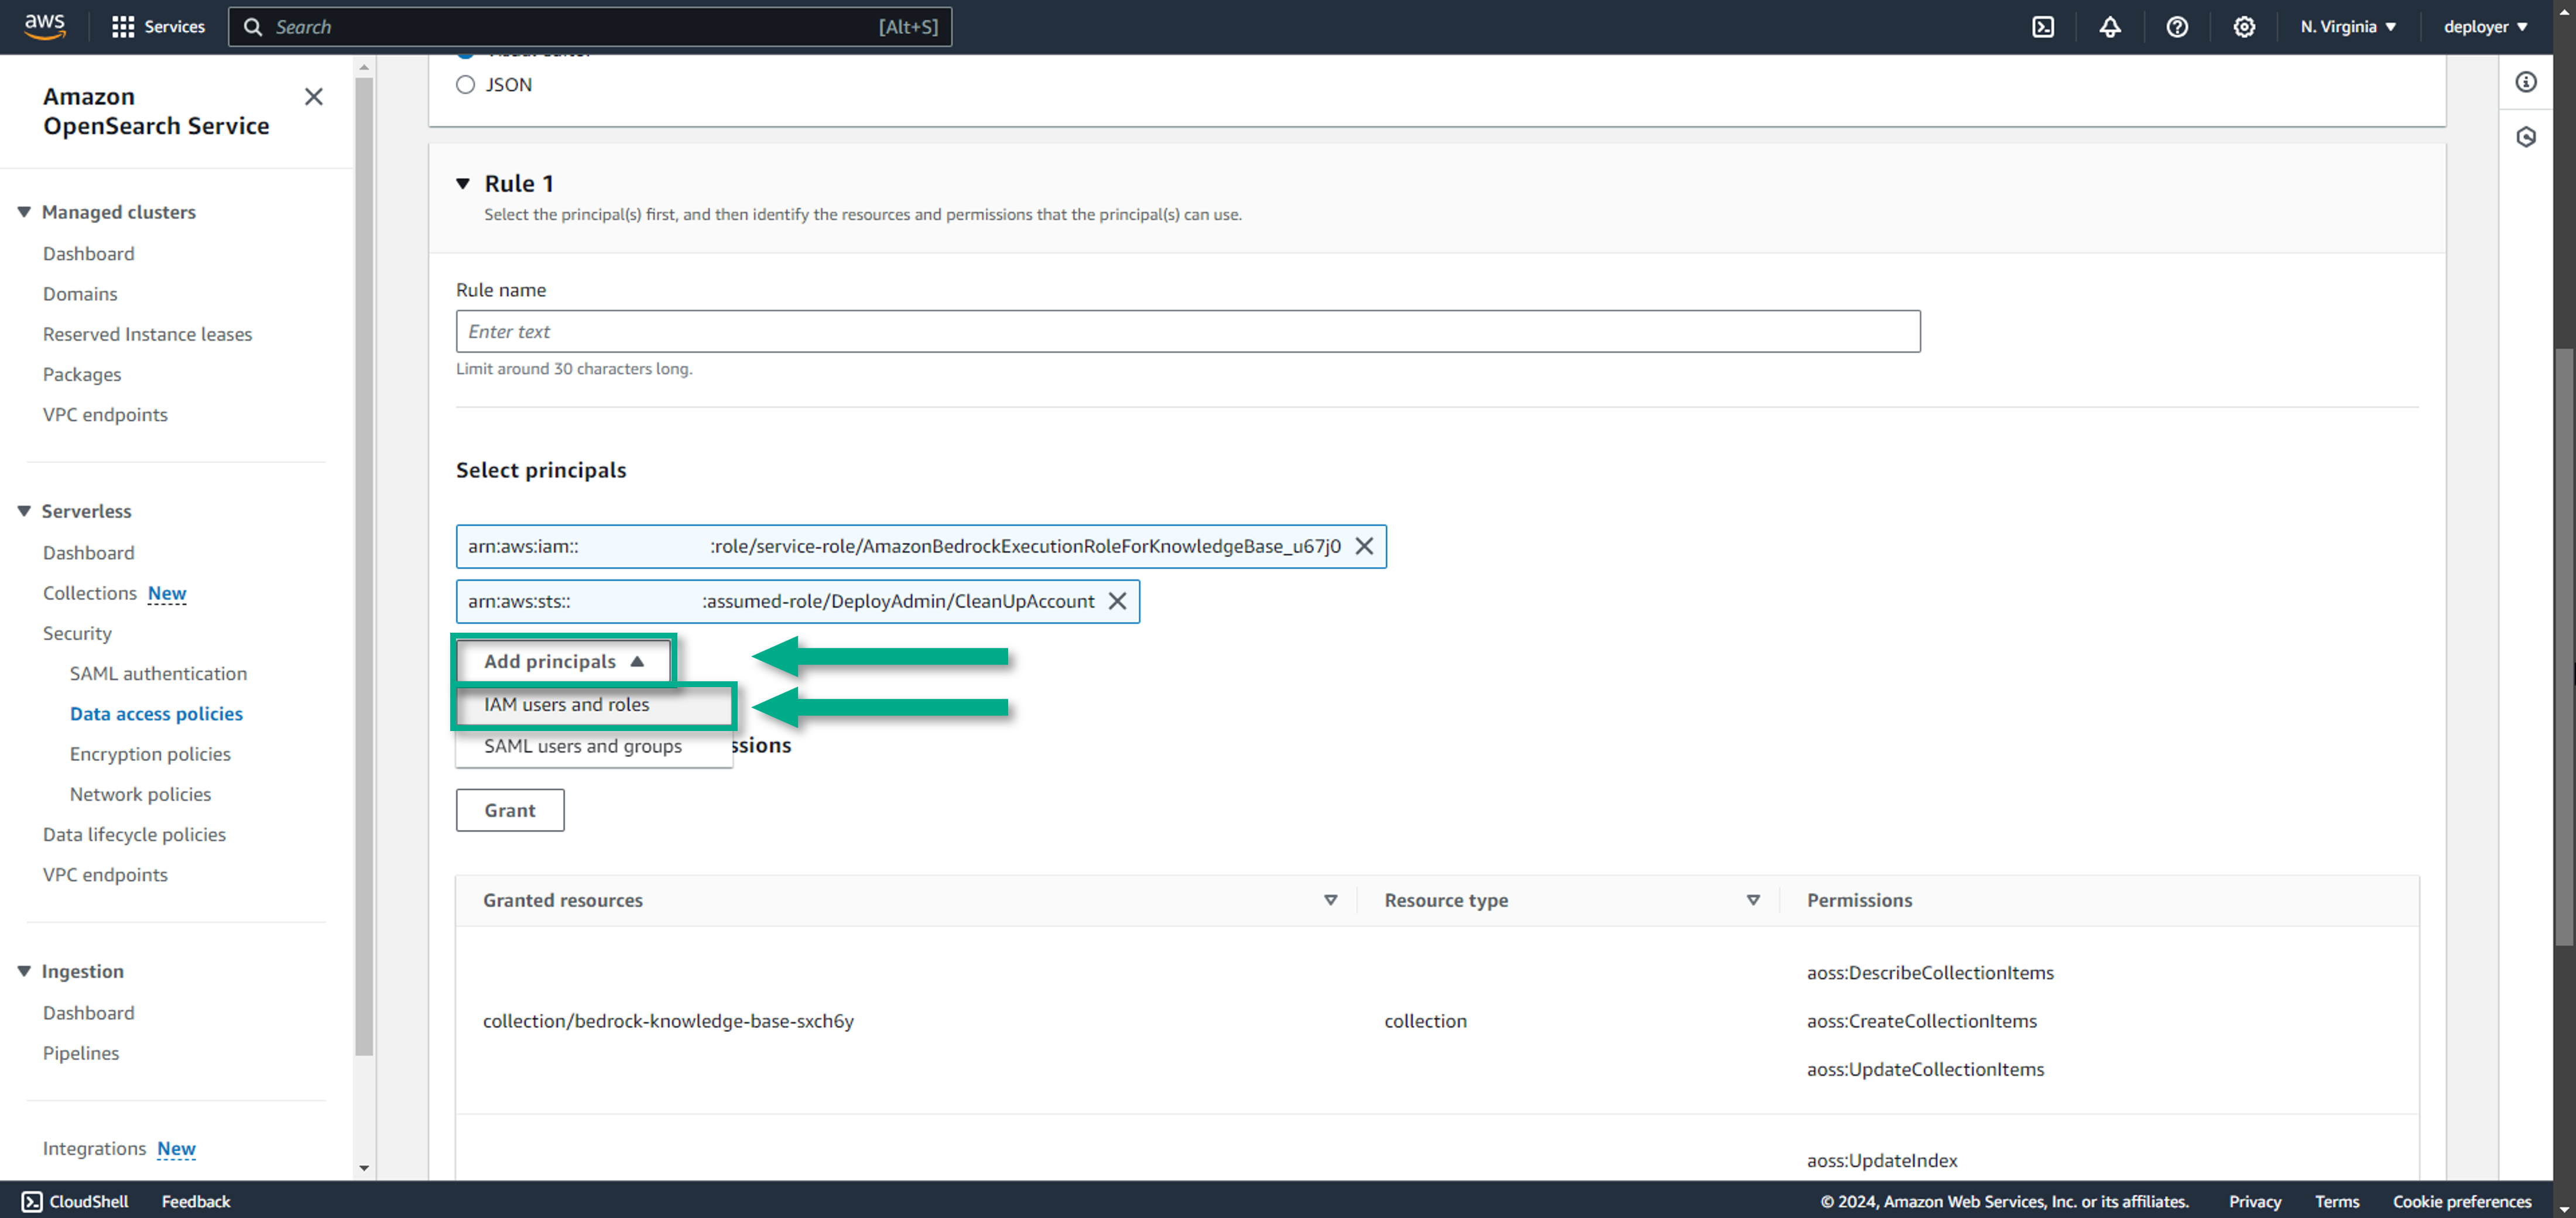 aws
Services
Search
[Alt+S]
N. Virginia
deployer
Amazon
OpenSearch Service
Managed clusters
Dashboard
Domains
Reserved Instance leases
Packages
VPC endpoints
Serverless
Dashboard
Collections New
Security
SAML authentication
Data access policies
Encryption policies
Network policies
Data lifecycle policies
VPC endpoints
Ingestion
Dashboard
Pipelines
Integrations New
JSON
Rule 1
Select the principal(s) first, and then identify the resources and permissions that the principal(s) can use.
Rule name
Enter text
Limit around 30 characters long.
Select principals
arn:aws:iam:: :role/service-role/AmazonBedrockExecutionRoleForKnowledgeBase_u67j0
arn:aws:sts:: :assumed-role/DeployAdmin/CleanUpAccount
Add principals
IAM users and roles
SAML users and groups
ssions
Grant
Granted resources Resource type Permissions
aoss:DescribeCollectionItems
collection/bedrock-knowledge-base-sxch6y collection aoss:CreateCollectionItems
aoss:UpdateCollectionItems
aoss:UpdateIndex
CloudShell Feedback © 2024, Amazon Web Services, Inc. or its affiliates. Privacy Terms Cookie preferences